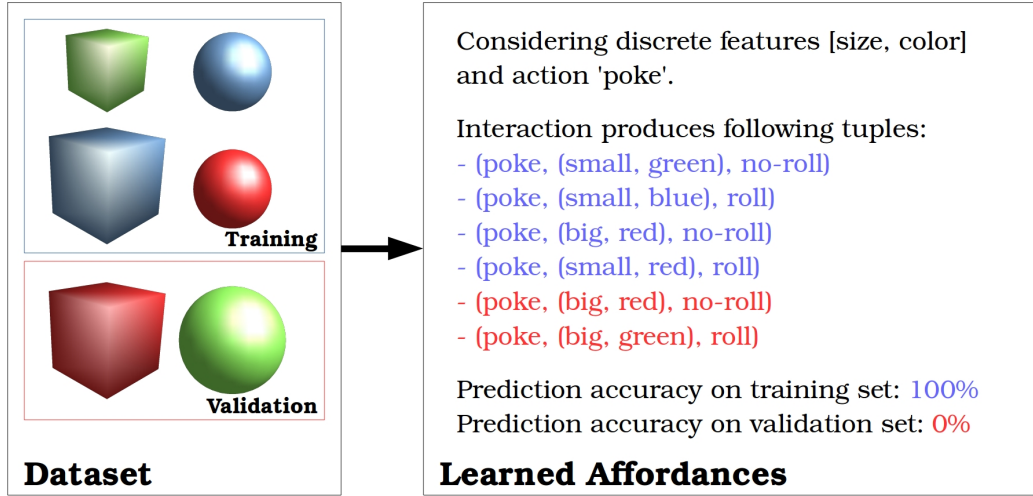 Training
Validation
Dataset
Considering discrete features [size, color]
and action 'poke'.
Interaction produces following tuples:
- (poke, (small, green), no-roll)
- (poke, (small, blue), roll)
- (poke, (big, red), no-roll)
- (poke, (small, red), roll)
- (poke, (big, red), no-roll)
- (poke, (big, green), roll)
Prediction accuracy on training set: 100%
Prediction accuracy on validation set: 0%
Learned Affordances